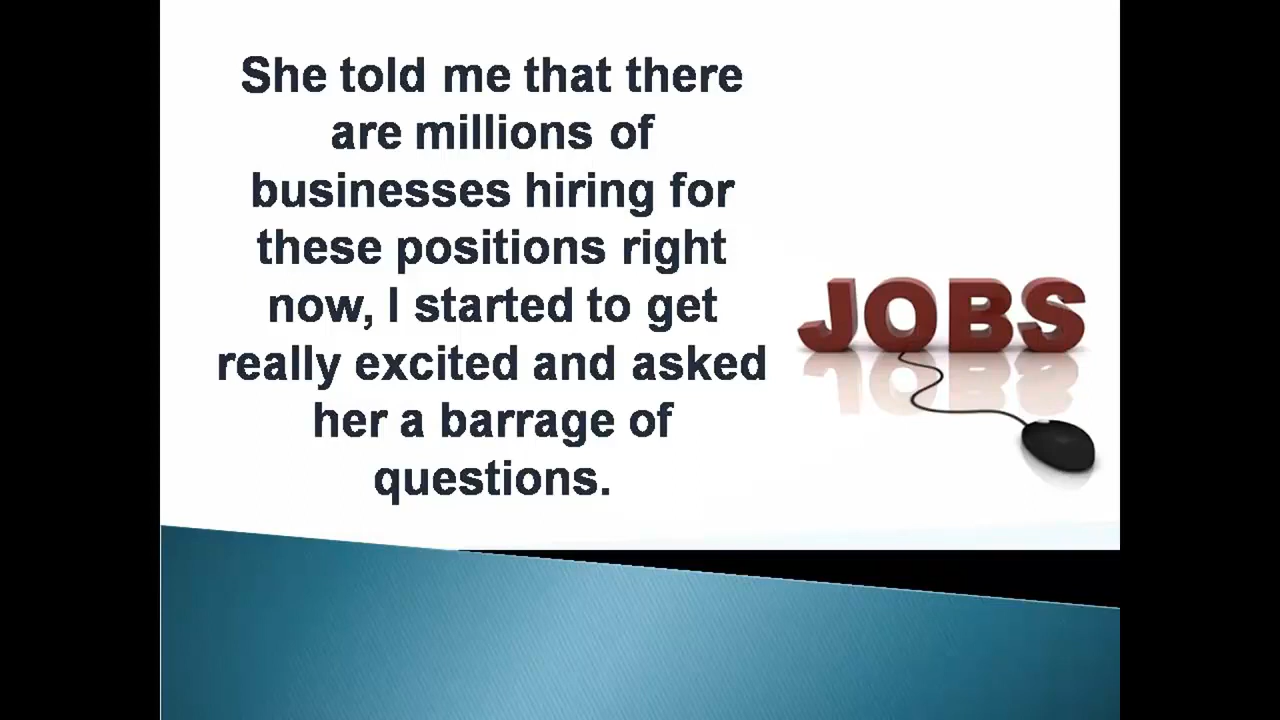 She told me that there
are millions of
businesses hiring for
these positions right
now, I started to get
really excited and asked
her a barrage of
questions.
JOBS